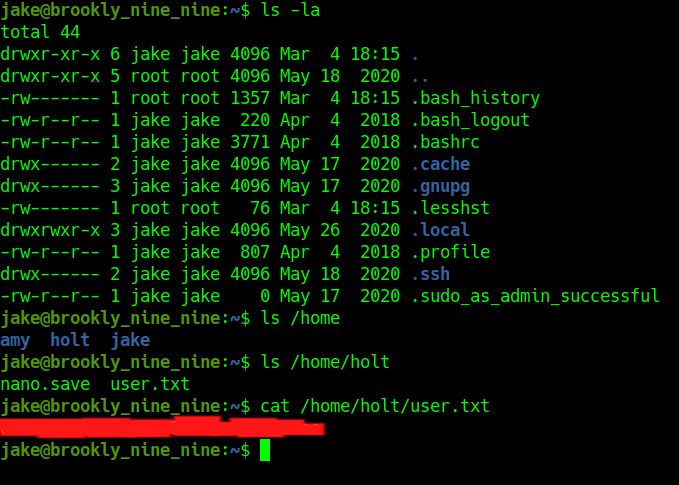 jake@brookly_nine_nine:~$ ls -la
total 44
drwxr-xr-x 6 jake jake 4096 Mar  4 18:15 .
drwxr-xr-x 5 root root 4096 May 18  2020 ..
-rw------- 1 root root 1357 Mar  4 18:15 .bash_history
-rw-r--r-- 1 jake jake  220 Apr  4  2018 .bash_logout
-rw-r--r-- 1 jake jake 3771 Apr  4  2018 .bashrc
drwx------ 2 jake jake 4096 May 17  2020 .cache
drwx------ 3 jake jake 4096 May 17  2020 .gnupg
-rw------- 1 root root   76 Mar  4 18:15 .lesshst
drwxrwxr-x 3 jake jake 4096 May 26  2020 .local
-rw-r--r-- 1 jake jake  807 Apr  4  2018 .profile
drwx------ 2 jake jake 4096 May 18  2020 .ssh
-rw-r--r-- 1 jake jake    0 May 17  2020 .sudo_as_admin_successful
jake@brookly_nine_nine:~$ ls /home
amy  holt  jake
jake@brookly_nine_nine:~$ ls /home/holt
nano.save  user.txt
jake@brookly_nine_nine:~$ cat /home/holt/user.txt
jake@brookly_nine_nine:~$